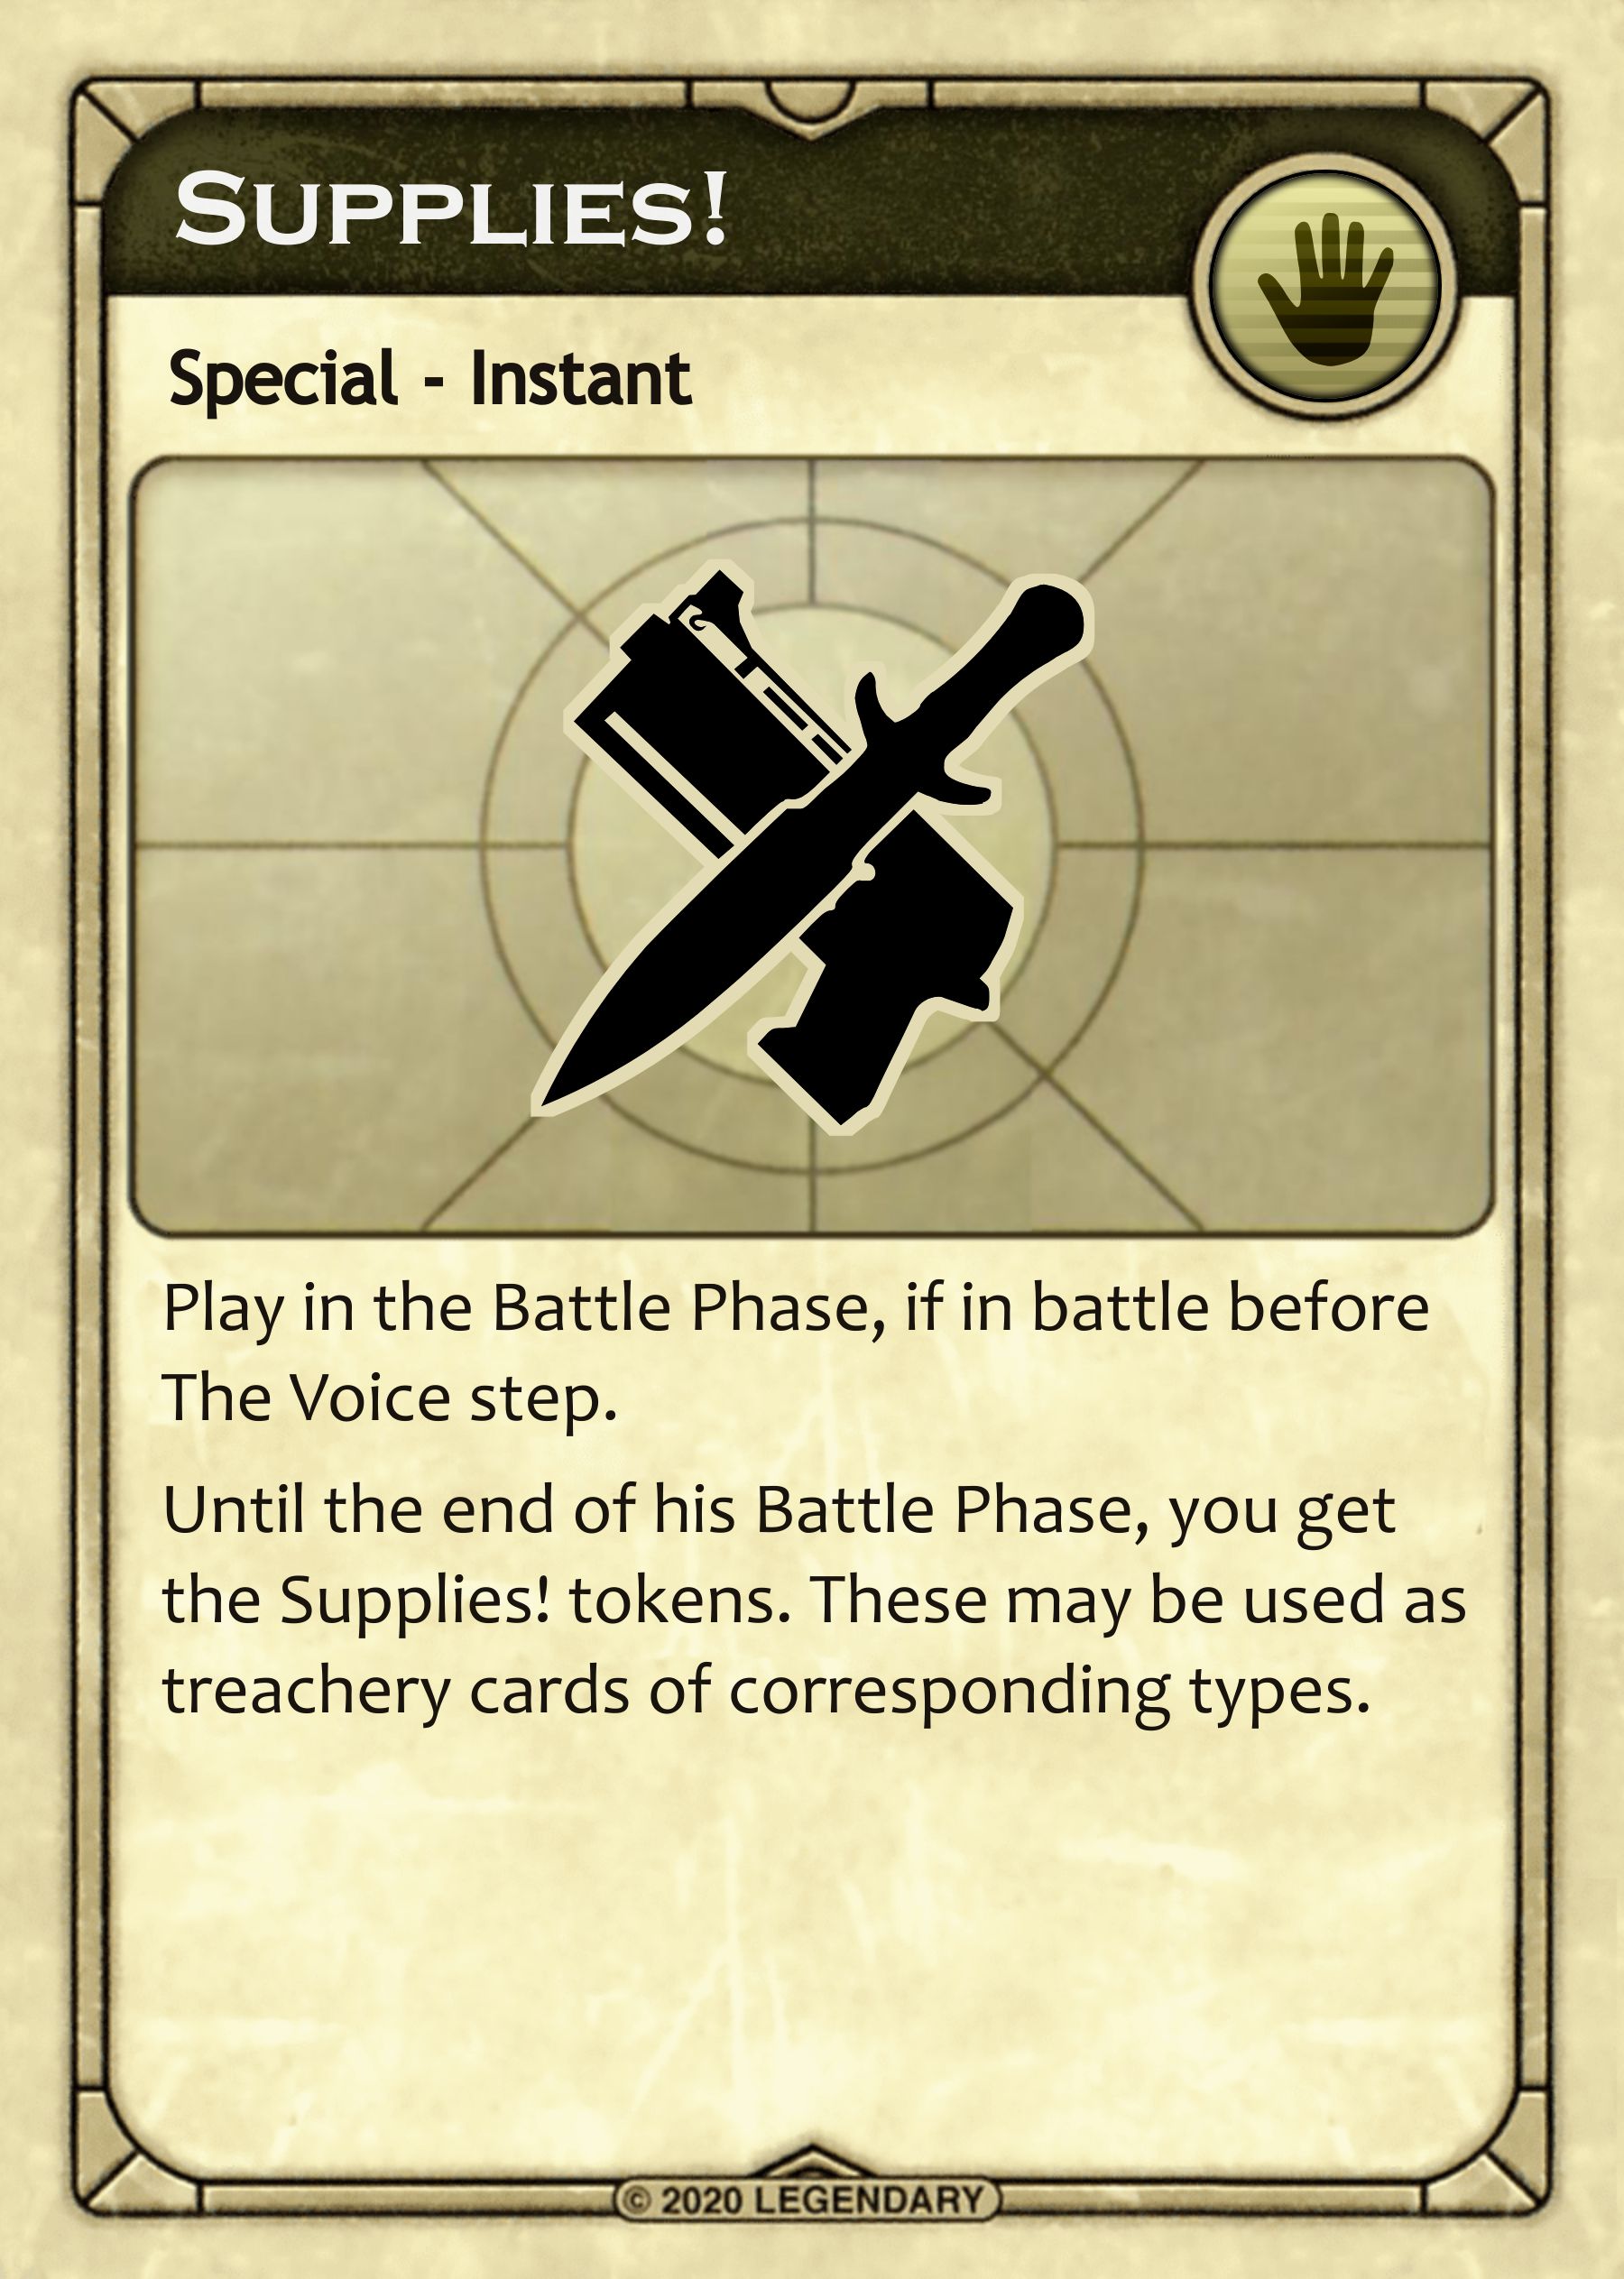 SUPPLIES!
Special - Instant
Play in the Battle Phase, if in battle before
The Voice step.
Until the end of his Battle Phase, you get
the Supplies! tokens. These may be used as
treachery cards of corresponding types.
© 2020 LEGENDARY